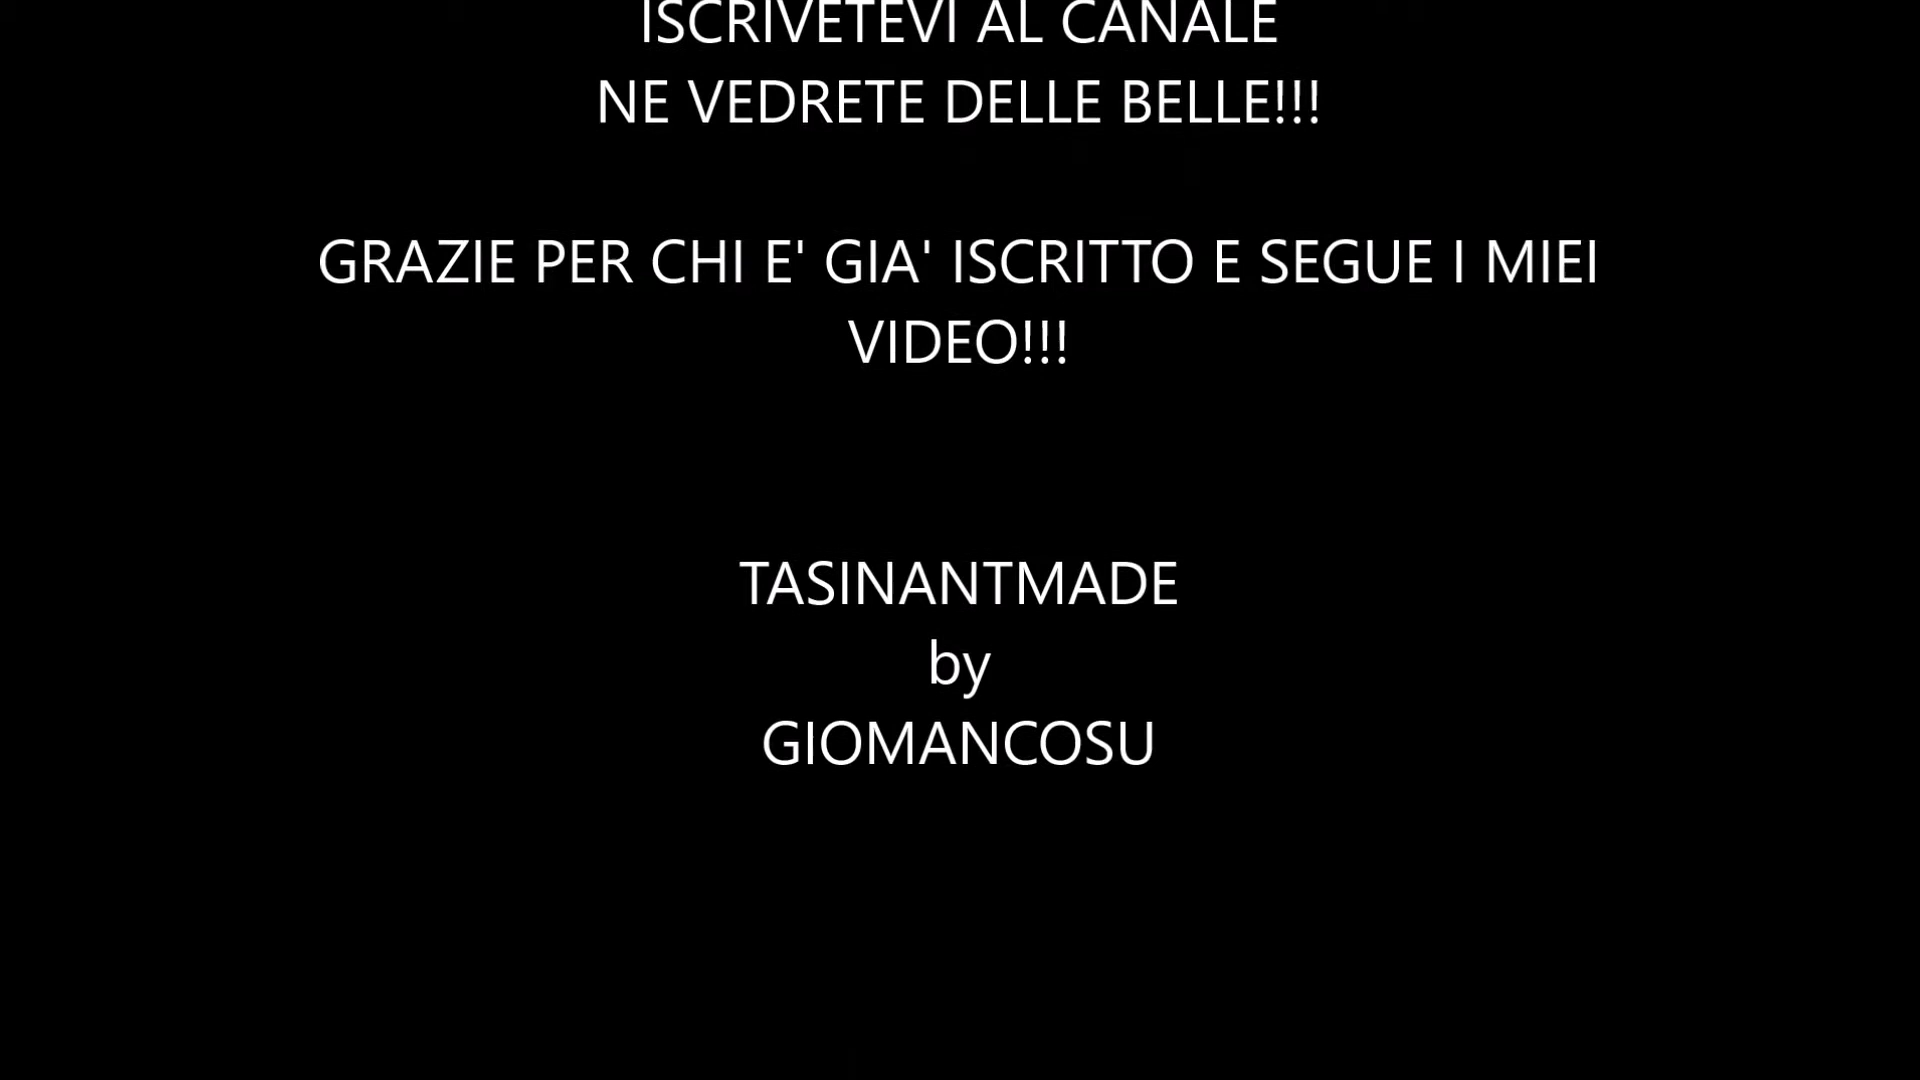 ISCRIVETEVI AL CANALE
NE VEDRETE DELLE BELLE!!!
GRAZIE PER CHI E' GIA' ISCRITTO E SEGUE I MIEI
VIDEO!!!
TASINANTMADE
by
GIOMANCOSU